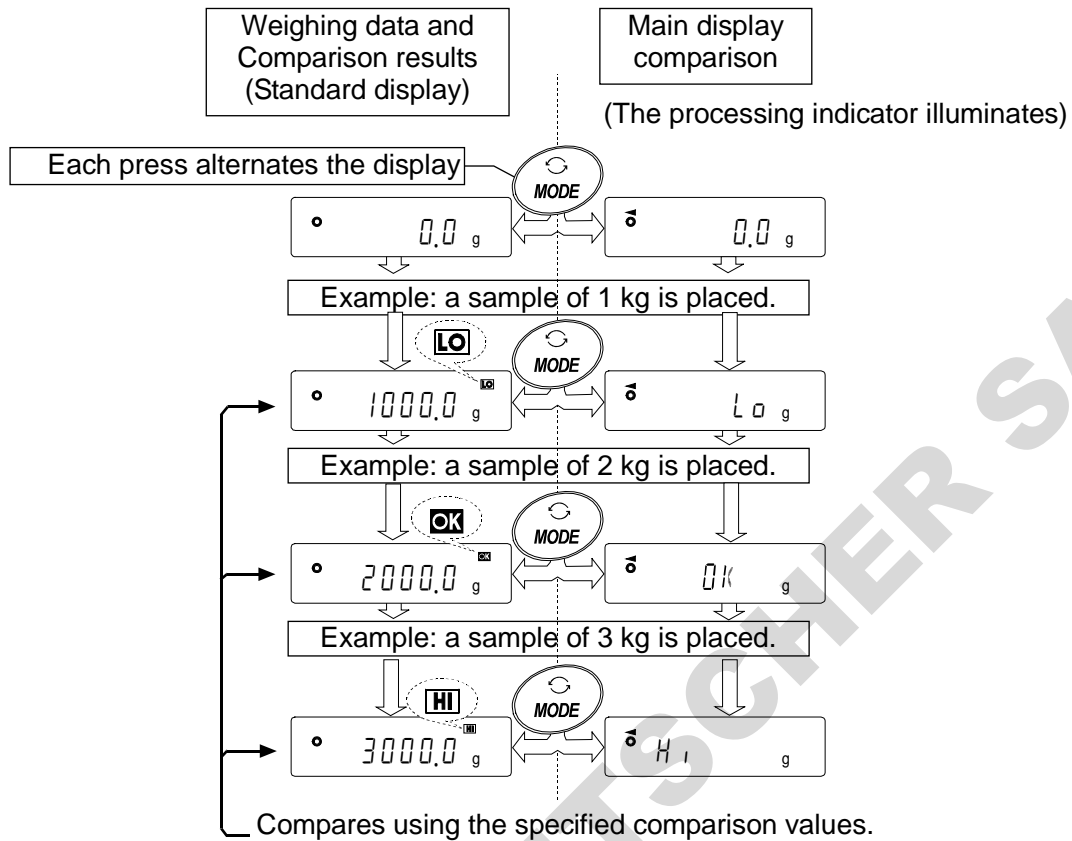 Weighing data and
Comparison results
(Standard display)
Main display
comparison
(The processing indicator illuminates)
Each press alternates the display
MODE
0.0 g
0.0 g
Example: a sample of 1 kg is placed.
LO
MODE
LO
1000.0 g
Lo g
Example: a sample of 2 kg is placed.
OK
MODE
OK
2000.0 g
OK g
Example: a sample of 3 kg is placed.
HI
MODE
HI
3000.0 g
Hi g
Compares using the specified comparison values.